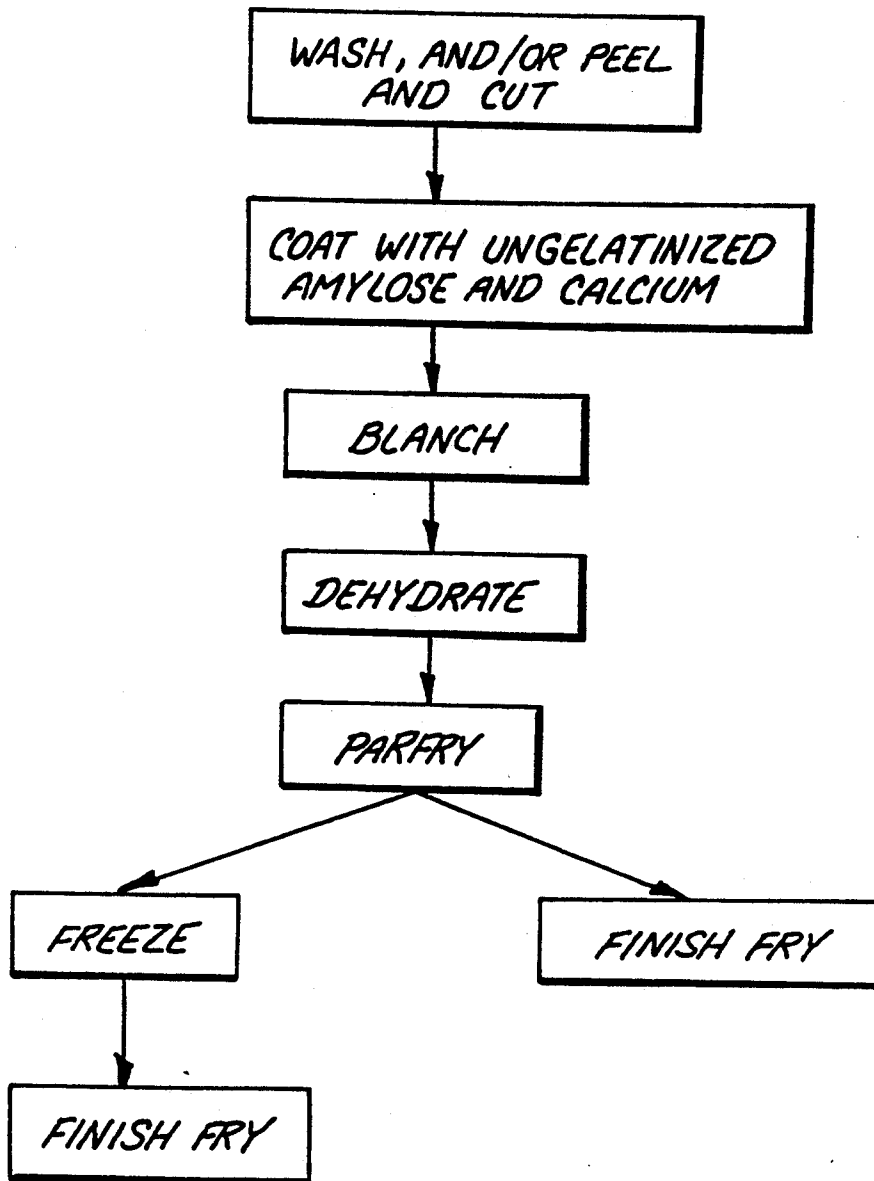 WASH, AND/OR PEEL
AND CUT
COAT WITH UNGELATINIZED
AMYLOSE AND CALCIUM
BLANCH
DEHYDRATE
PARFRY
FREEZE
FINISH FRY
FINISH FRY